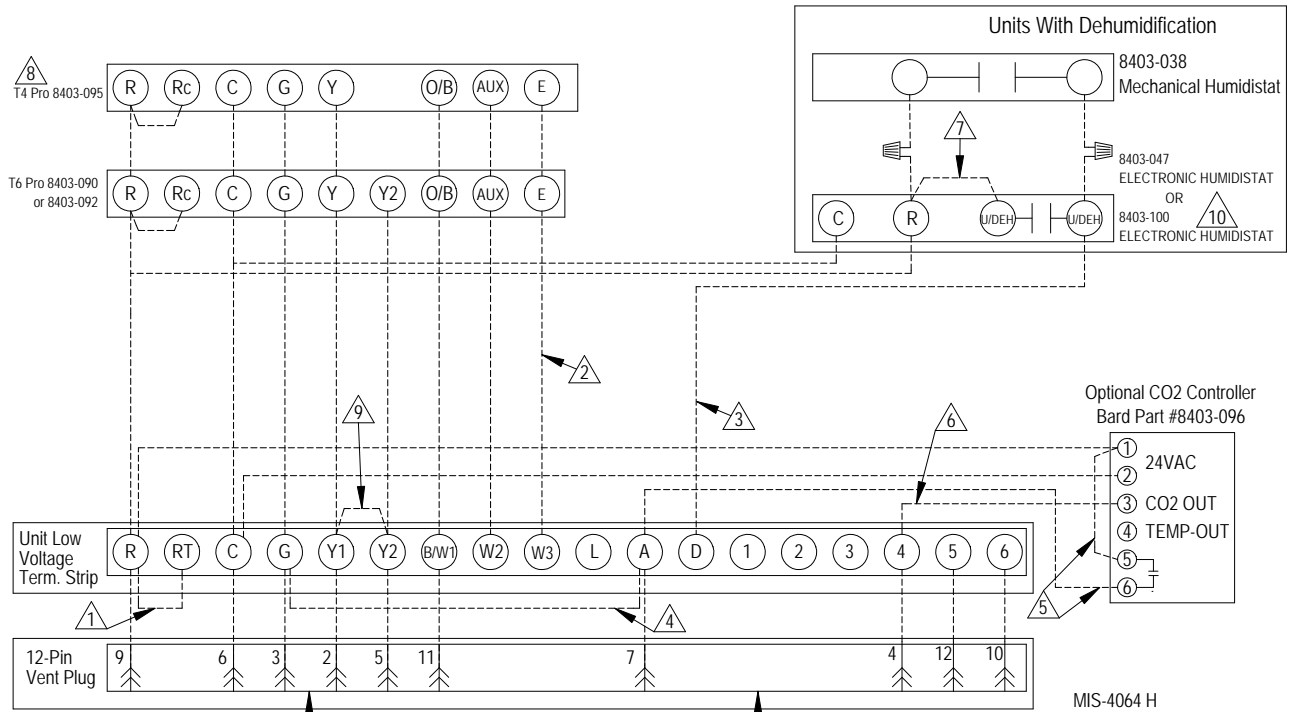 Units With Dehumidification
8403-038
Mechanical Humidistat
8
T4 Pro 8403-095
R Rc C G Y O/B AUX E
7
8403-047
ELECTRONIC HUMIDISTAT
OR
8403-100
ELECTRONIC HUMIDISTAT
10
T6 Pro 8403-090
or 8403-092
R Rc C G Y Y2 O/B AUX E
C R U/DEH U/DEH
2
3
9
6
Optional CO2 Controller
Bard Part #8403-096
1
24VAC
2
3 CO2 OUT
4 TEMP-OUT
5
6
5
Unit Low
Voltage
Term. Strip
R RT C G Y1 Y2 B/W1 W2 W3 L A D 1 2 3 4 5 6
1
4
12-Pin
Vent Plug
9 6 3 2 5 11 7 4 12 10
MIS-4064 H